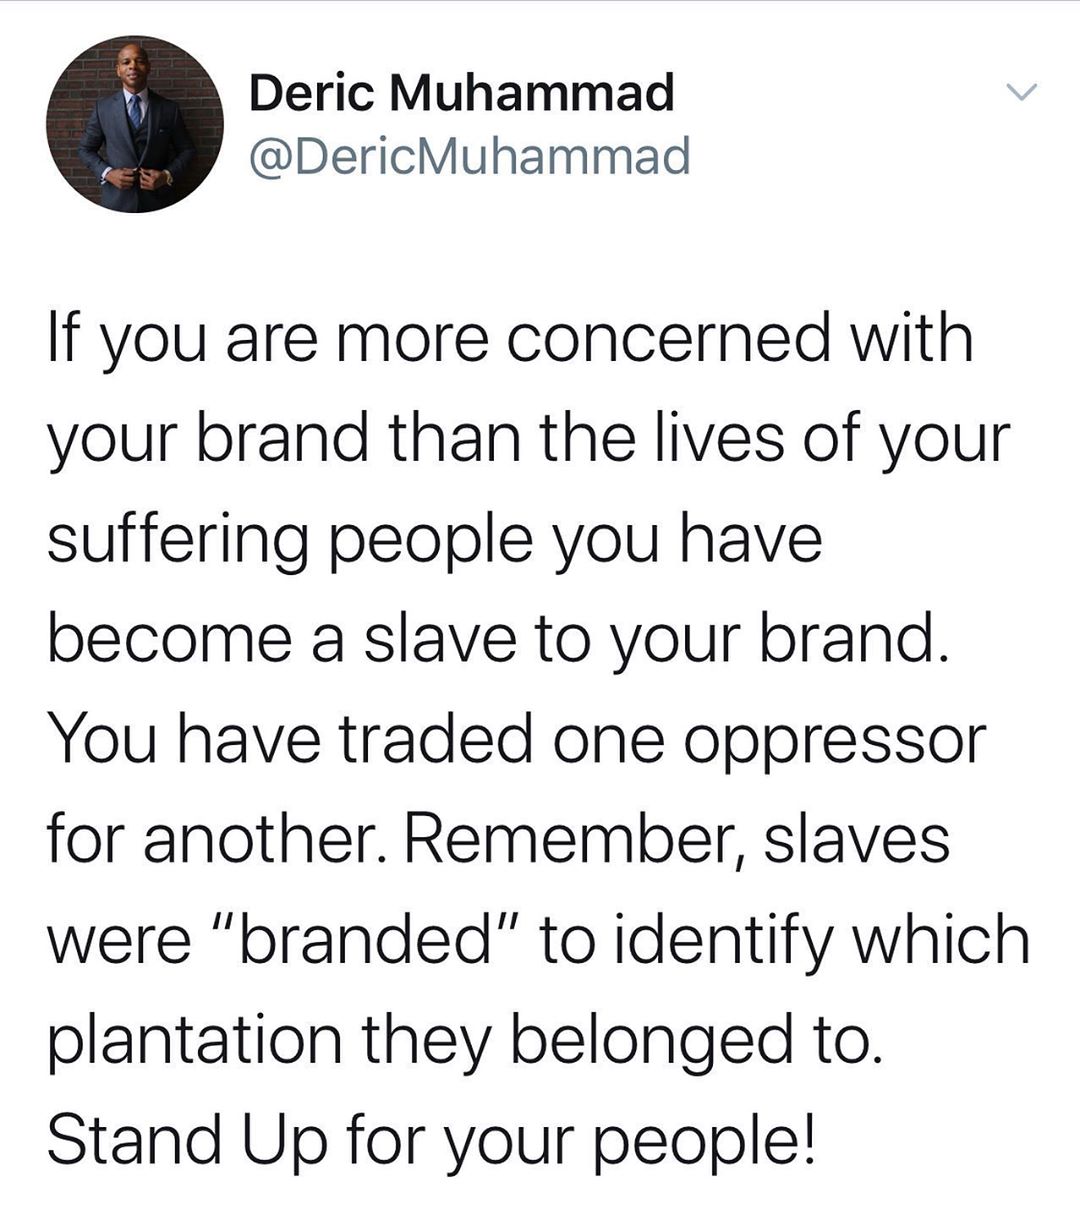 Deric Muhammad
@DericMuhammad
If you are more concerned with
your brand than the lives of your
suffering people you have
become a slave to your brand.
You have traded one oppressor
for another. Remember, slaves
were “branded” to identify which
plantation they belonged to.
Stand Up for your people!